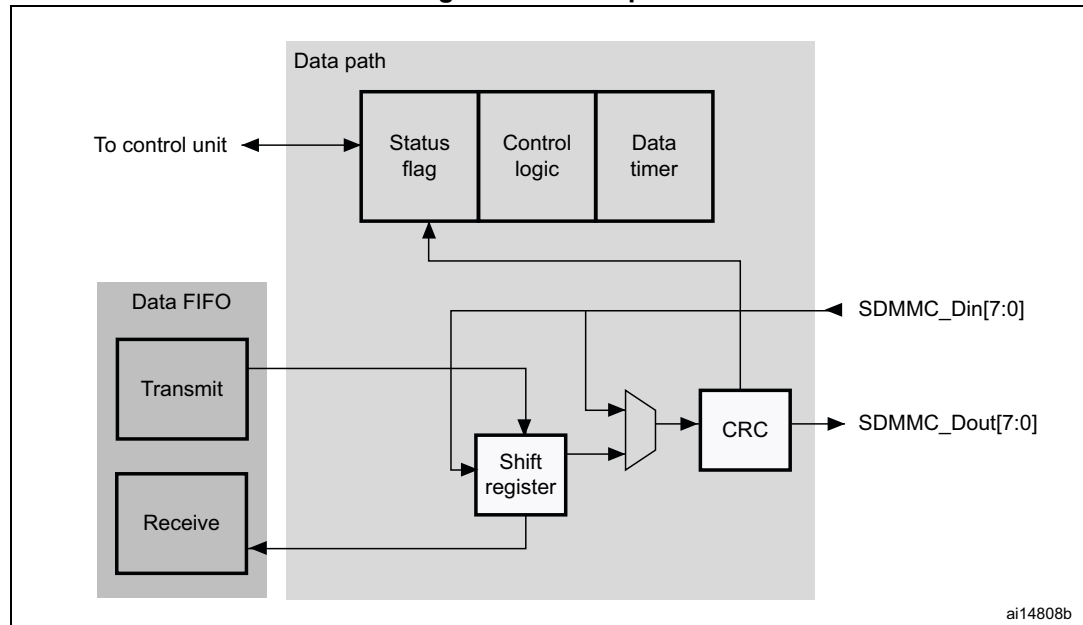 Data path
To control unit
Status
flag
Control
logic
Data
timer
Data FIFO
SDMMC_Din[7:0]
Transmit
CRC
SDMMC_Dout[7:0]
Shift
register
Receive
ai14808b